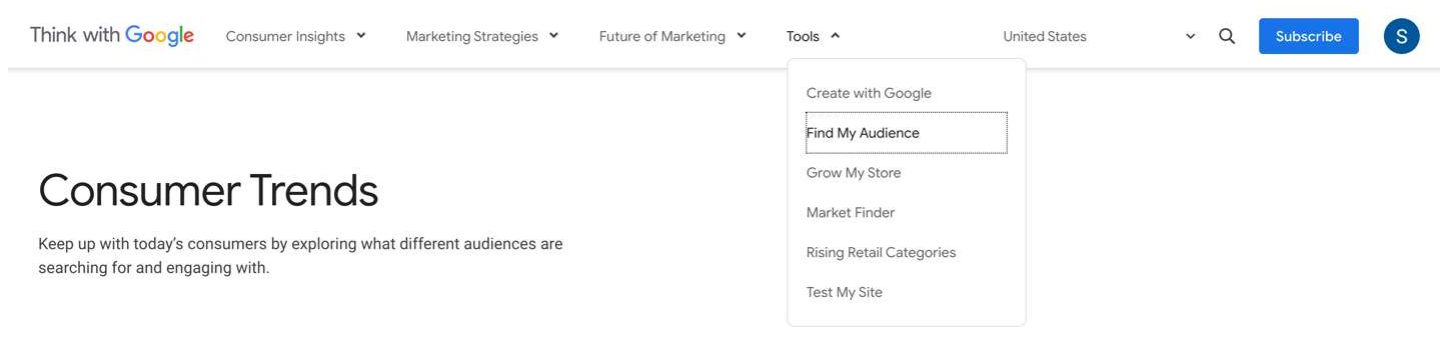 Think with Google
Consumer Insights
Marketing Strategies
Future of Marketing
Tools
United States
Subscribe
S
Create with Google
Find My Audience
Grow My Store
Market Finder
Rising Retail Categories
Test My Site
Consumer Trends
Keep up with today’s consumers by exploring what different audiences are
searching for and engaging with.